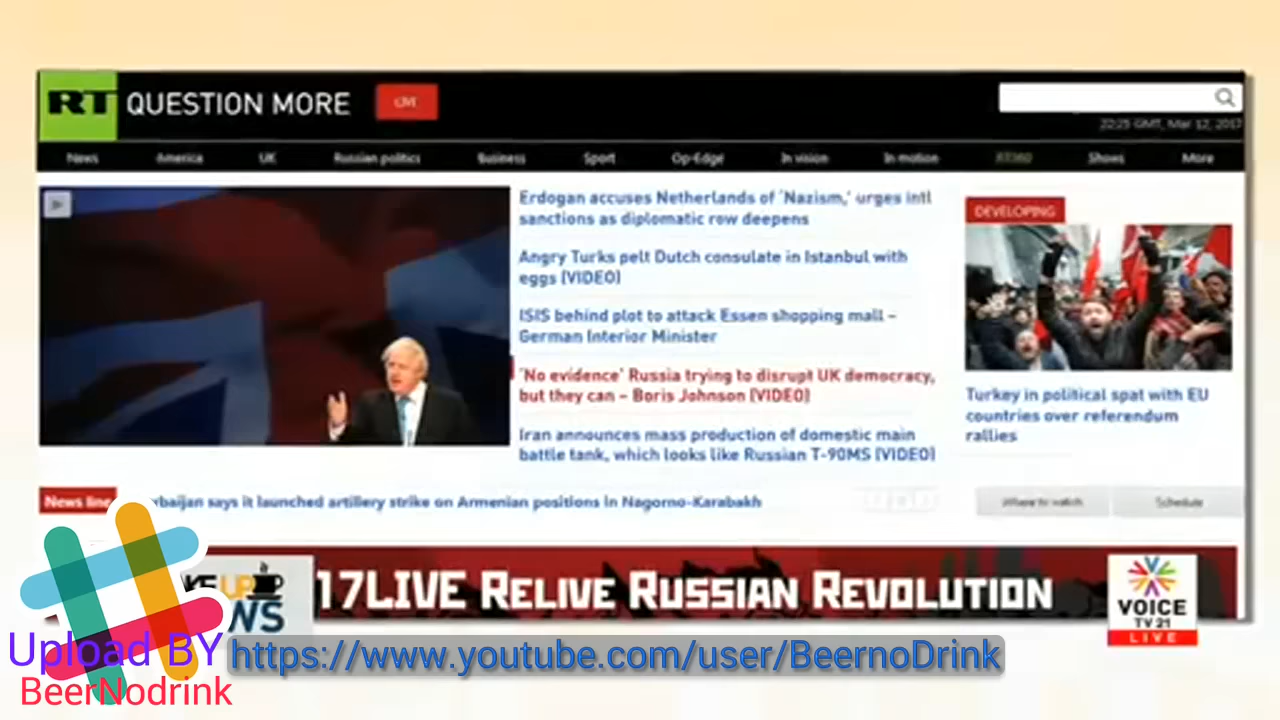 RT QUESTION MORE LIVE
22:25 GMT, Mar 12, 2017
News America UK Russian politics Business Sport Op-Edge In vision In motion RT360 Shows More
Erdogan accuses Netherlands of 'Nazism,' urges intl
sanctions as diplomatic row deepens
Angry Turks pelt Dutch consulate in Istanbul with
eggs (VIDEO)
ISIS behind plot to attack Essen shopping mall –
German Interior Minister
'No evidence' Russia trying to disrupt UK democracy,
but they can – Boris Johnson (VIDEO)
Iran announces mass production of domestic main
battle tank, which looks like Russian T-90MS (VIDEO)
DEVELOPING
Turkey in political spat with EU
countries over referendum
rallies
News line rbaijan says it launched artillery strike on Armenian positions in Nagorno-Karabakh
Where to watch Schedule
17LIVE RELIVE RUSSIAN REVOLUTION
KE UP
WS
VOICE
TV 21
LIVE
Upload BY
BeerNodrink
https://www.youtube.com/user/BeernoDrink